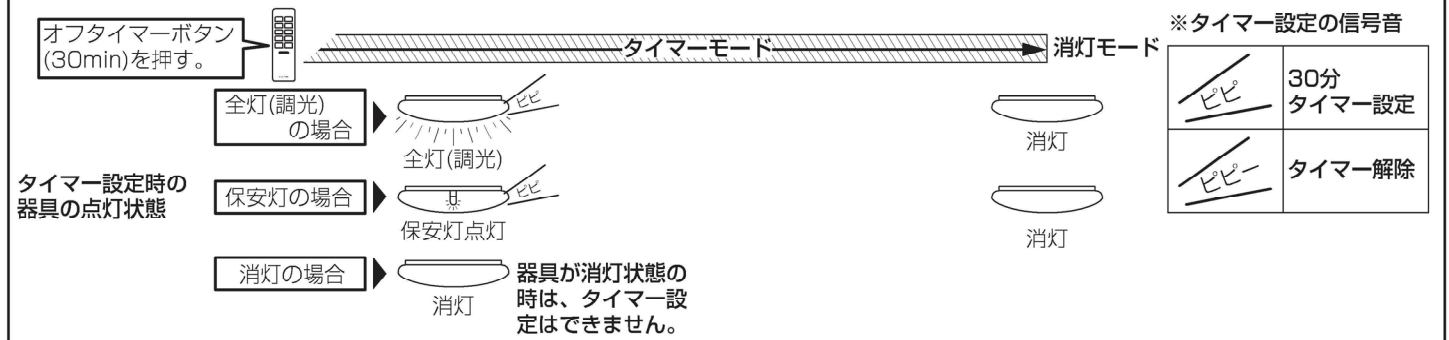 オフタイマーボタン
(30min)を押す。
タイマーモード
消灯モード
※タイマー設定の信号音
ピピ
30分
タイマー設定
ピピー
タイマー解除
タイマー設定時の
器具の点灯状態
全灯(調光)
の場合
ピピ
全灯(調光)
消灯
保安灯の場合
ピピ
保安灯点灯
消灯
消灯の場合
消灯
器具が消灯状態の
時は、タイマー設
定はできません。